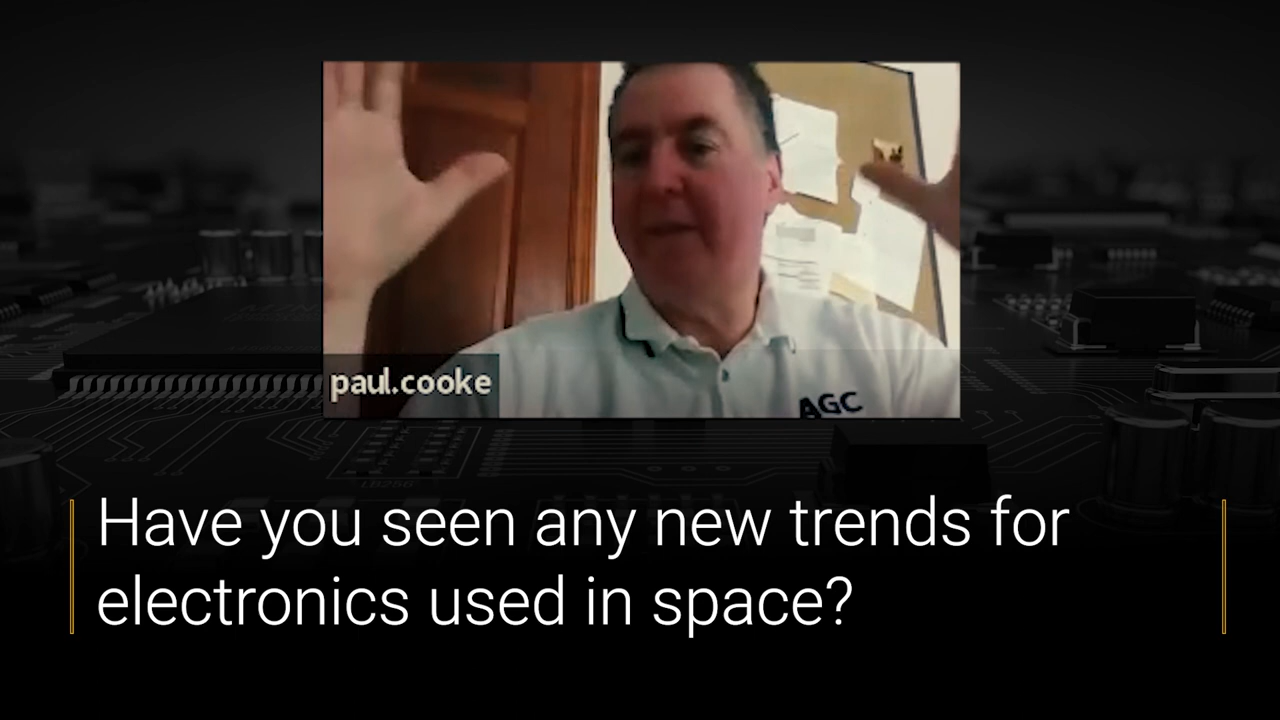 paul.cooke
AGC
Have you seen any new trends for
electronics used in space?